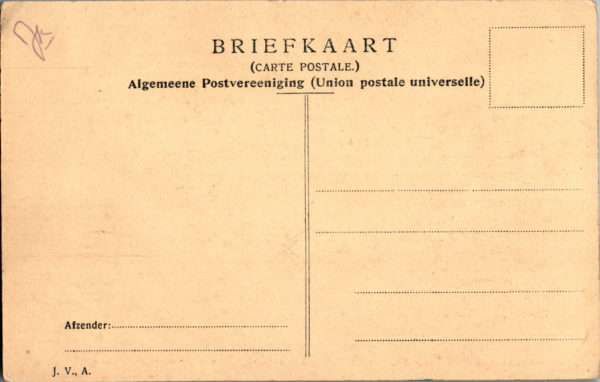 BRIEFKAART
(CARTE POSTALE.)
Algemeene Postvereeniging (Union postale universelle)
Afzender:
J. V., A.